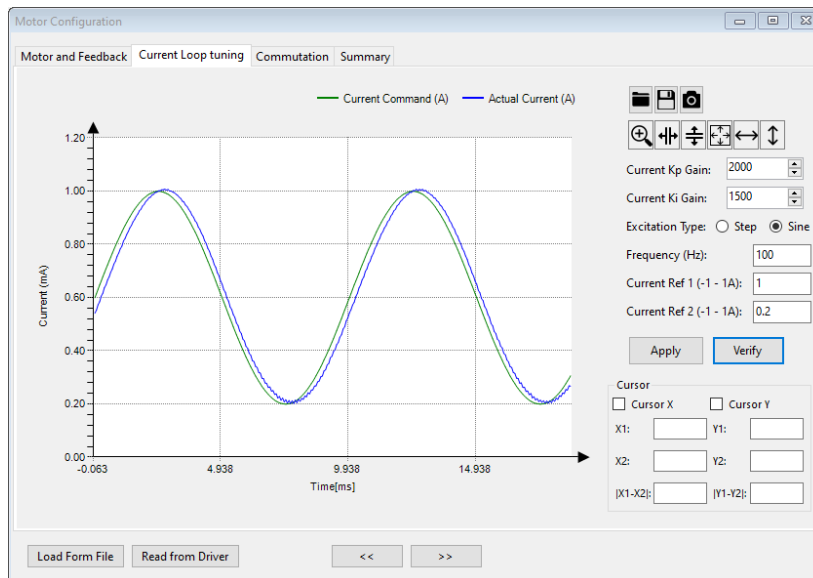 Motor Configuration
Motor and Feedback Current Loop tuning Commutation Summary
Current Command (A) Actual Current (A)
1.20
1.00
0.80
0.60
0.40
0.20
0.00
Current (mA)
-0.063 4.938 9.938 14.938
Time[ms]
Current Kp Gain: 2000
Current Ki Gain: 1500
Excitation Type: Step Sine
Frequency (Hz): 100
Current Ref 1 (-1 - 1A): 1
Current Ref 2 (-1 - 1A): 0.2
Apply Verify
Cursor
Cursor X Cursor Y
X1: Y1:
X2: Y2:
|X1-X2|: |Y1-Y2|:
Load Form File Read from Driver << >>